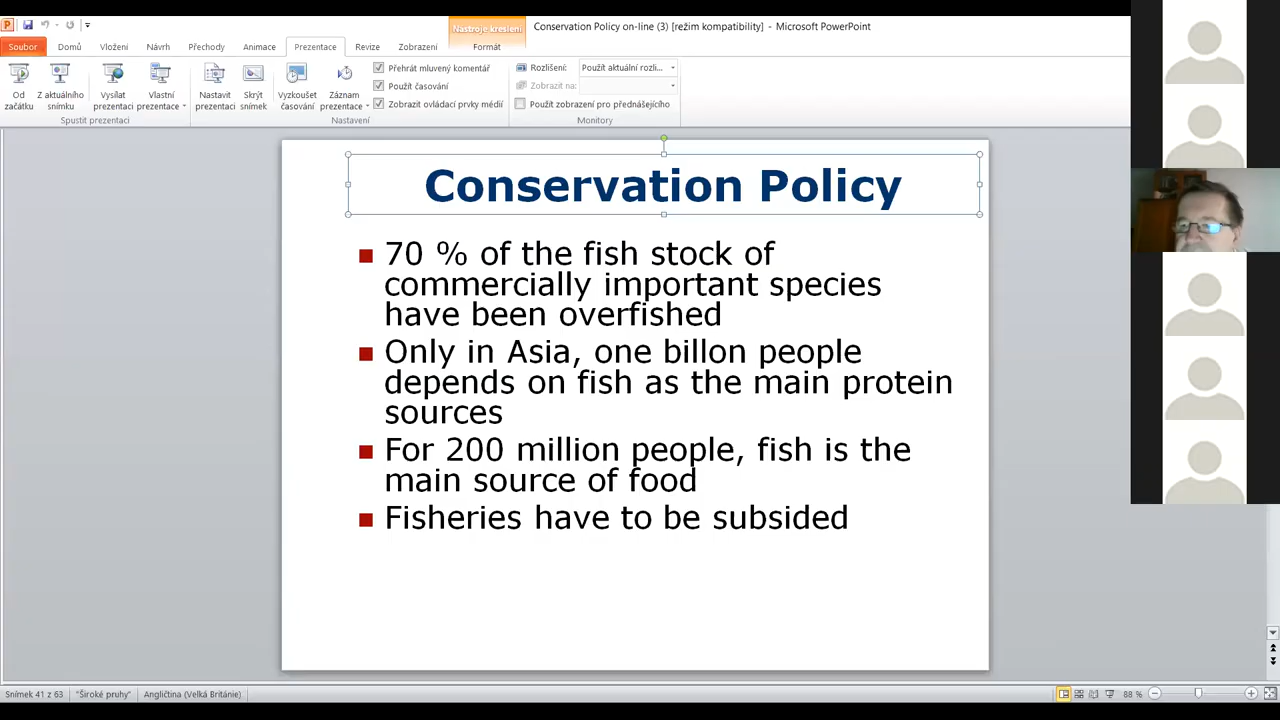 Nástroje kreslení
Conservation Policy on-line (3) [režim kompatibility] - Microsoft PowerPoint
Soubor Domů Vložení Návrh Přechody Animace Prezentace Revize Zobrazení Formát
Od začátku
Z aktuálního snímku
Vysílat prezentaci
Vlastní prezentace
Spustit prezentaci
Nastavit prezentaci
Skrýt snímek
Vyzkoušet časování
Záznam prezentace
Přehrát mluvený komentář
Použít časování
Zobrazit ovládací prvky médií
Nastavení
Rozlišení: Použít aktuální rozli...
Zobrazit na:
Použít zobrazení pro přednášejícího
Monitory
Conservation Policy
70 % of the fish stock of
commercially important species
have been overfished
Only in Asia, one billon people
depends on fish as the main protein
sources
For 200 million people, fish is the
main source of food
Fisheries have to be subsided
Snímek 41 z 63 "Široké pruhy" Angličtina (Velká Británie) 88 %